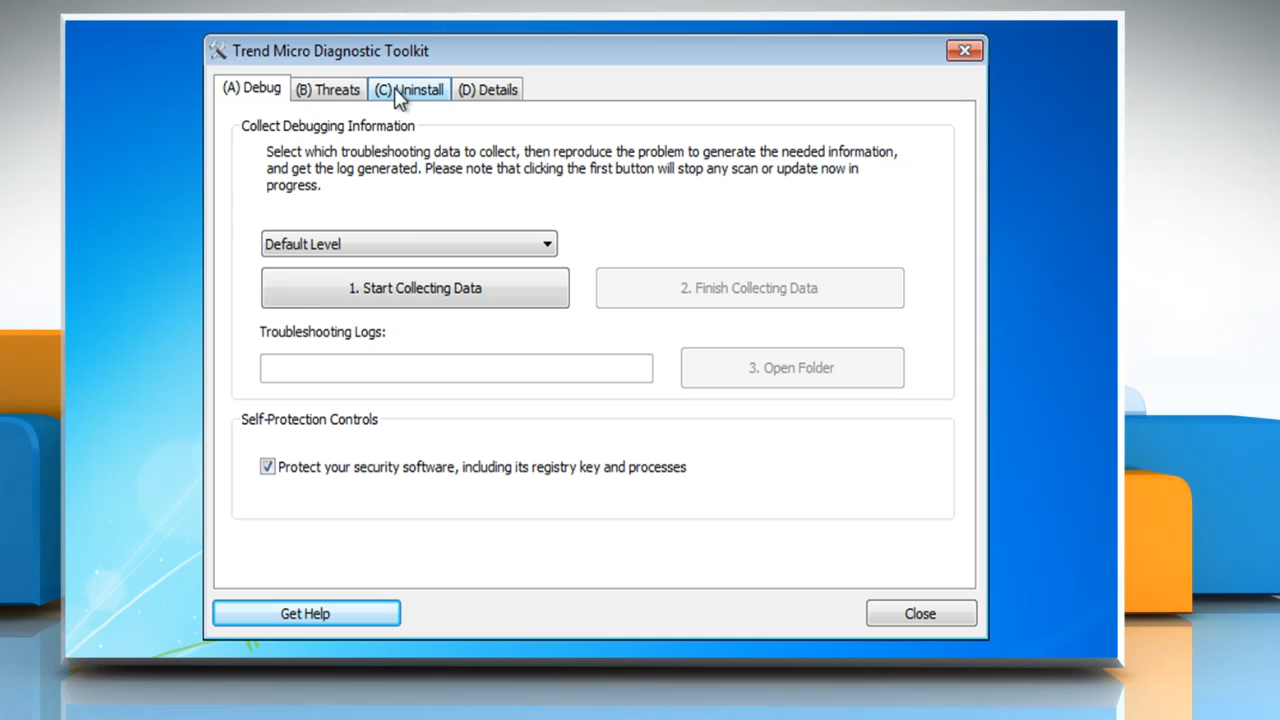 Trend Micro Diagnostic Toolkit
(A) Debug (B) Threats (C) Uninstall (D) Details
Collect Debugging Information
Select which troubleshooting data to collect, then reproduce the problem to generate the needed information,
and get the log generated. Please note that clicking the first button will stop any scan or update now in
progress.
Default Level
1. Start Collecting Data 2. Finish Collecting Data
Troubleshooting Logs:
3. Open Folder
Self-Protection Controls
Protect your security software, including its registry key and processes
Get Help Close